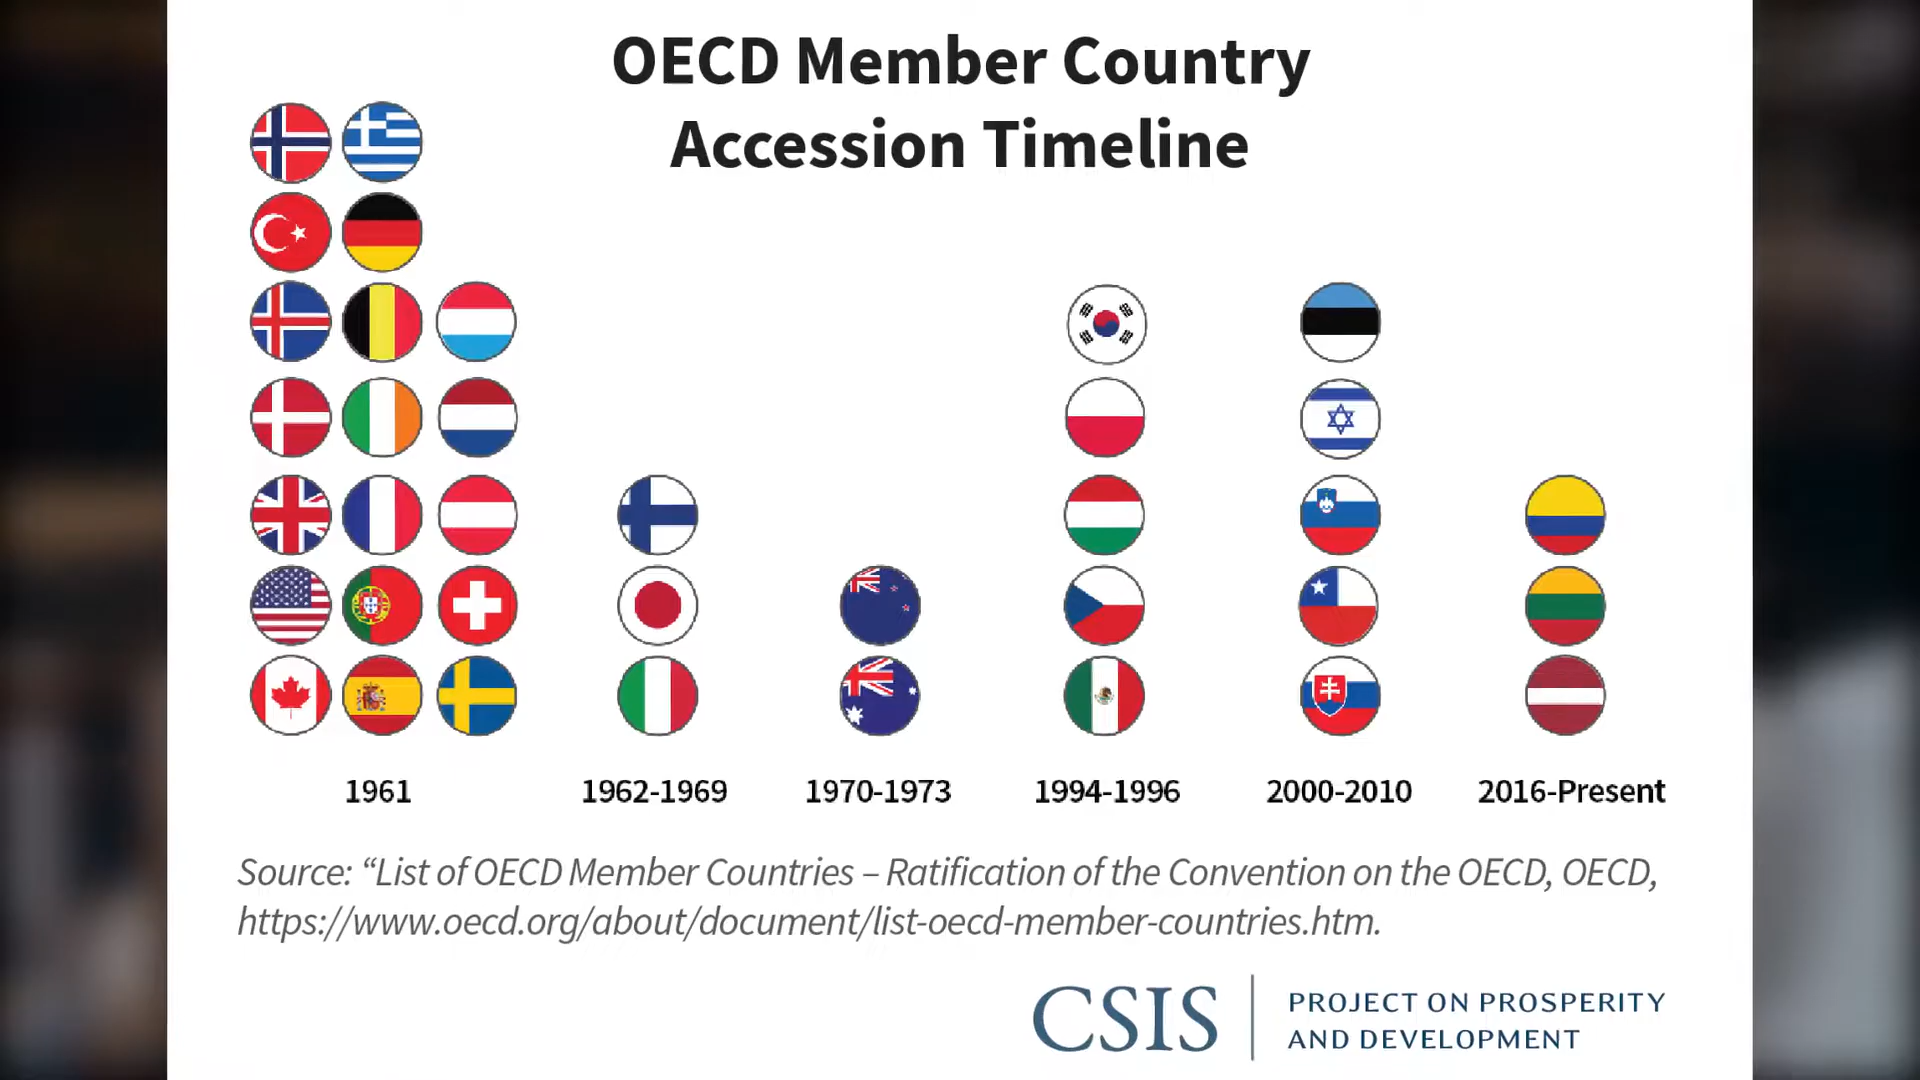 OECD Member Country
Accession Timeline
1961
1962-1969
1970-1973
1994-1996
2000-2010
2016-Present
Source: “List of OECD Member Countries – Ratification of the Convention on the OECD, OECD,
https://www.oecd.org/about/document/list-oecd-member-countries.htm.
CSIS
PROJECT ON PROSPERITY
AND DEVELOPMENT